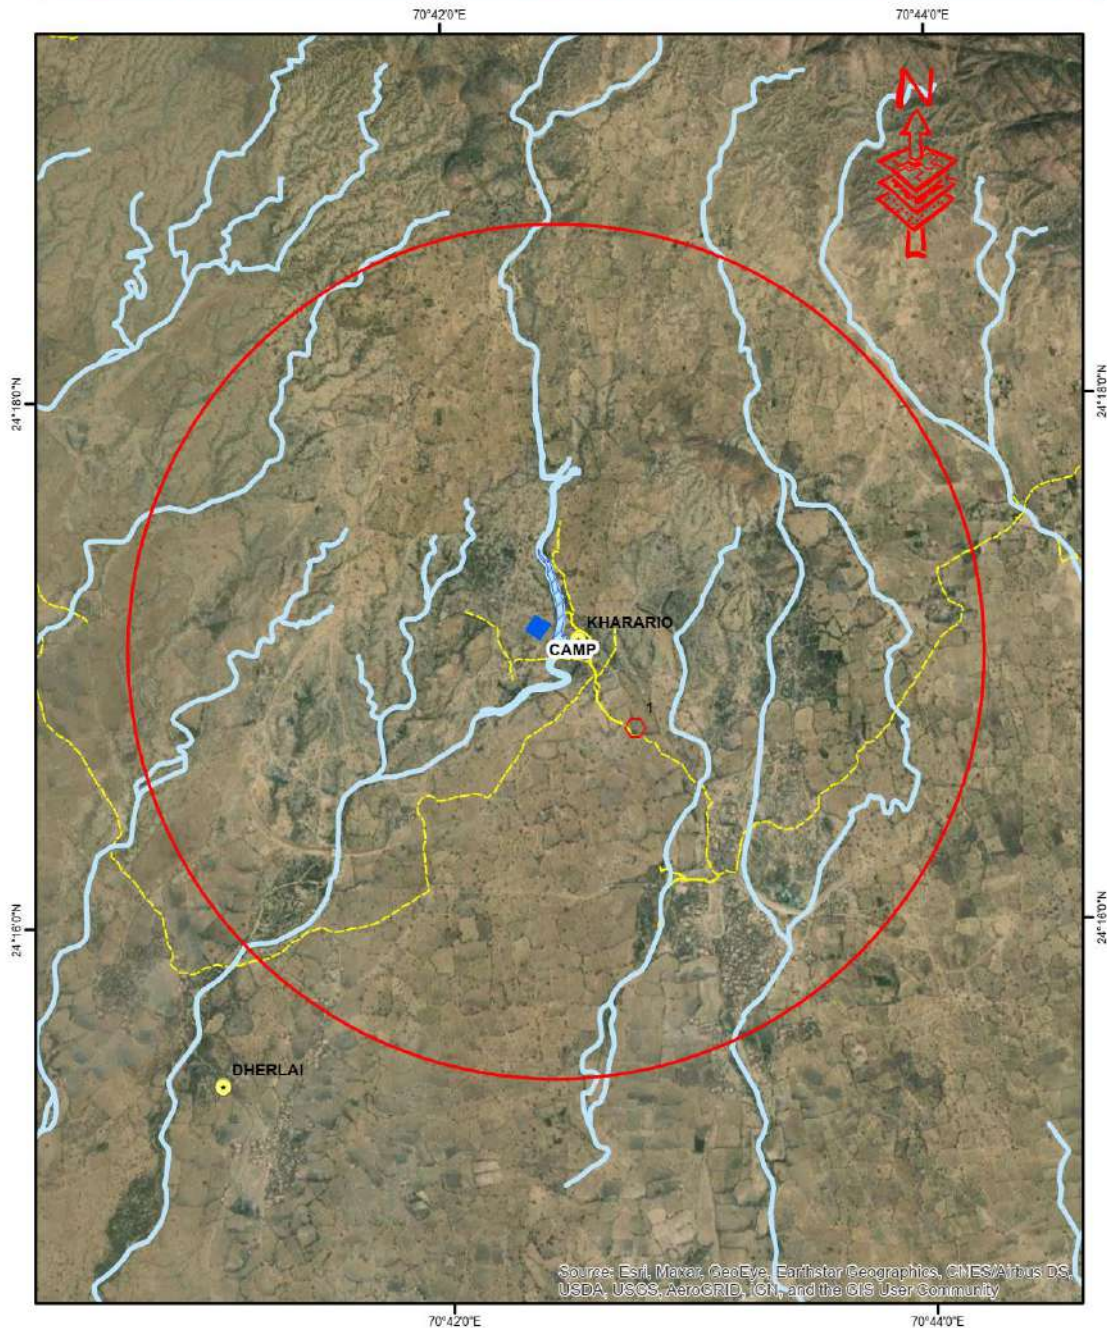 70°42'0"E 70°44'0"E
N
24°18'0"N 24°18'0"N
KHARARIO
CAMP
1
24°16'0"N 24°16'0"N
DHERLAI
Source: Esri, Maxar, GeoEye, Earthstar Geographics, CNES/Airbus DS,
USDA, USGS, AeroGRID, IGN, and the GIS User Community
70°42'0"E 70°44'0"E